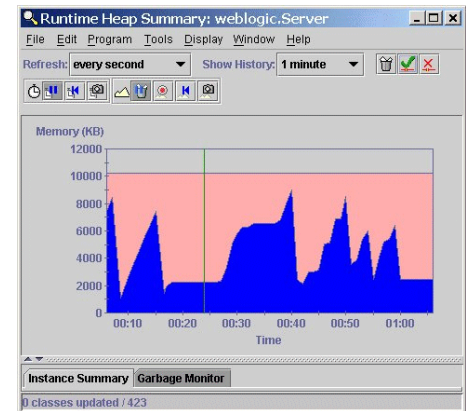 Runtime Heap Summary: weblogic.Server
File Edit Program Tools Display Window Help
Refresh: every second Show History: 1 minute
Memory (KB)
12000
10000
8000
6000
4000
2000
0
00:10 00:20 00:30 00:40 00:50 01:00
Time
Instance Summary Garbage Monitor
0 classes updated / 423